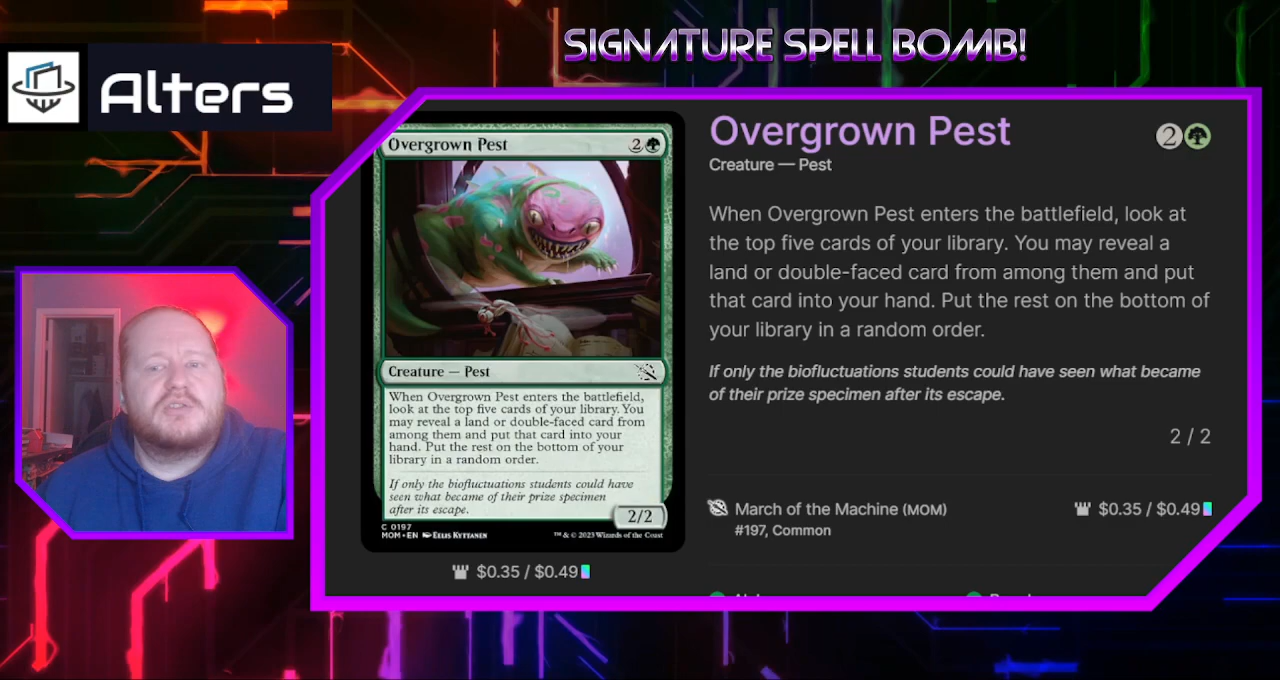 SIGNATURE SPELL BOMB!
Alters
Overgrown Pest
2
Creature — Pest
When Overgrown Pest enters the battlefield,
look at the top five cards of your library. You
may reveal a land or double-faced card from
among them and put that card into your
hand. Put the rest on the bottom of your
library in a random order.
If only the biofluctuations students could have
seen what became of their prize specimen
after its escape.
2/2
C 0197
MOM • EN EELIS KYTTANEN
™ & © 2023 Wizards of the Coast
$0.35 / $0.49
Overgrown Pest
2
Creature — Pest
When Overgrown Pest enters the battlefield, look at
the top five cards of your library. You may reveal a
land or double-faced card from among them and put
that card into your hand. Put the rest on the bottom of
your library in a random order.
If only the biofluctuations students could have seen what became
of their prize specimen after its escape.
2 / 2
March of the Machine (MOM)
$0.35 / $0.49
#197, Common